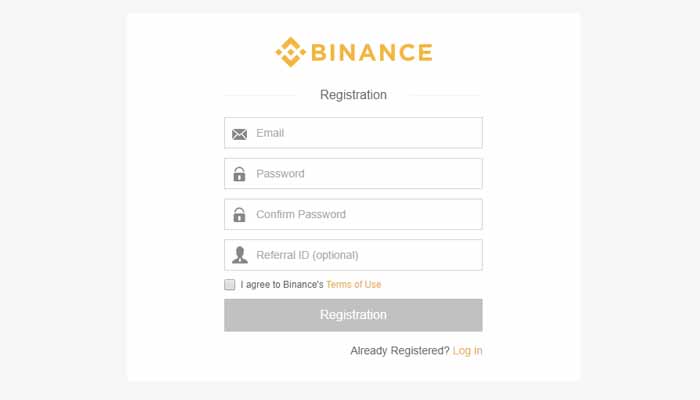 BINANCE
Registration
Email
Password
Confirm Password
Referral ID (optional)
I agree to Binance's Terms of Use
Registration
Already Registered? Log in